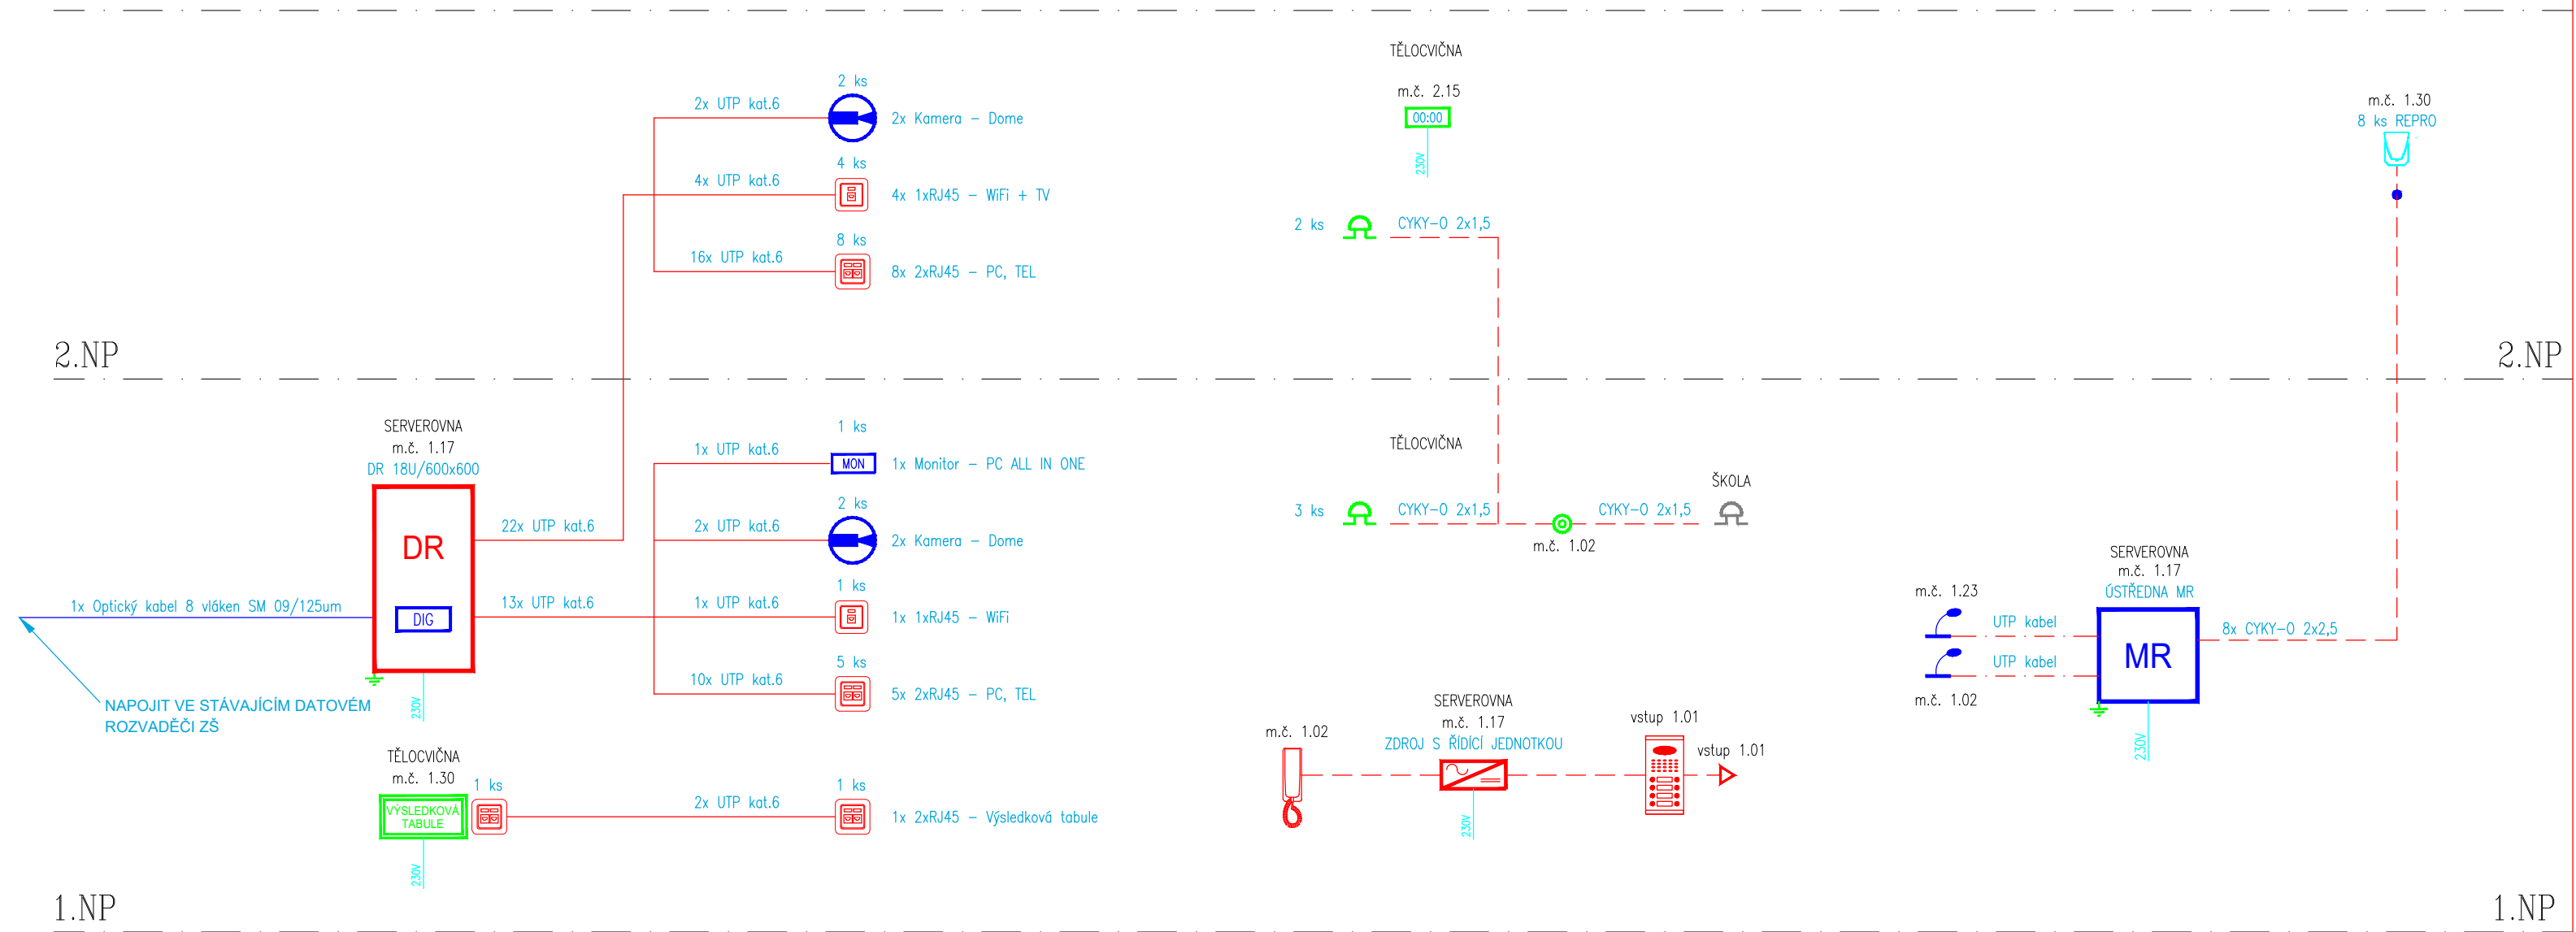 TĚLOCVIČNA
m.č. 2.15
00:00
230V
m.č. 1.30
8 ks REPRO
2 ks
2x UTP kat.6
2x Kamera – Dome
4 ks
4x UTP kat.6
4x 1xRJ45 – WiFi + TV
8 ks
16x UTP kat.6
8x 2xRJ45 – PC, TEL
2 ks
CYKY–O 2x1,5
2.NP
2.NP
SERVEROVNA
m.č. 1.17
DR 18U/600x600
DR
DIG
230V
22x UTP kat.6
13x UTP kat.6
1x Optický kabel 8 vláken SM 09/125um
NAPOJIT VE STÁVAJÍCÍM DATOVÉM
ROZVADĚČI ZŠ
1 ks
1x UTP kat.6
MON
1x Monitor – PC ALL IN ONE
2 ks
2x UTP kat.6
2x Kamera – Dome
1 ks
1x UTP kat.6
1x 1xRJ45 – WiFi
5 ks
10x UTP kat.6
5x 2xRJ45 – PC, TEL
TĚLOCVIČNA
m.č. 1.30
VÝSLEDKOVÁ
TABULE
230V
1 ks
2x UTP kat.6
1 ks
1x 2xRJ45 – Výsledková tabule
TĚLOCVIČNA
3 ks
CYKY–O 2x1,5
m.č. 1.02
CYKY–O 2x1,5
ŠKOLA
m.č. 1.02
SERVEROVNA
m.č. 1.17
ZDROJ S ŘÍDÍCÍ JEDNOTKOU
230V
vstup 1.01
vstup 1.01
m.č. 1.23
UTP kabel
UTP kabel
m.č. 1.02
SERVEROVNA
m.č. 1.17
ÚSTŘEDNA MR
MR
230V
8x CYKY–O 2x2,5
1.NP
1.NP